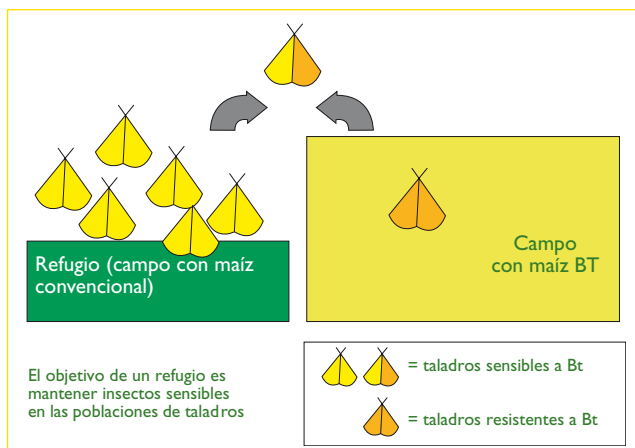 Refugio (campo con maíz
convencional)
Campo
con maíz BT
El objetivo de un refugio es
mantener insectos sensibles
en las poblaciones de taladros
= taladros sensibles a Bt
= taladros resistentes a Bt